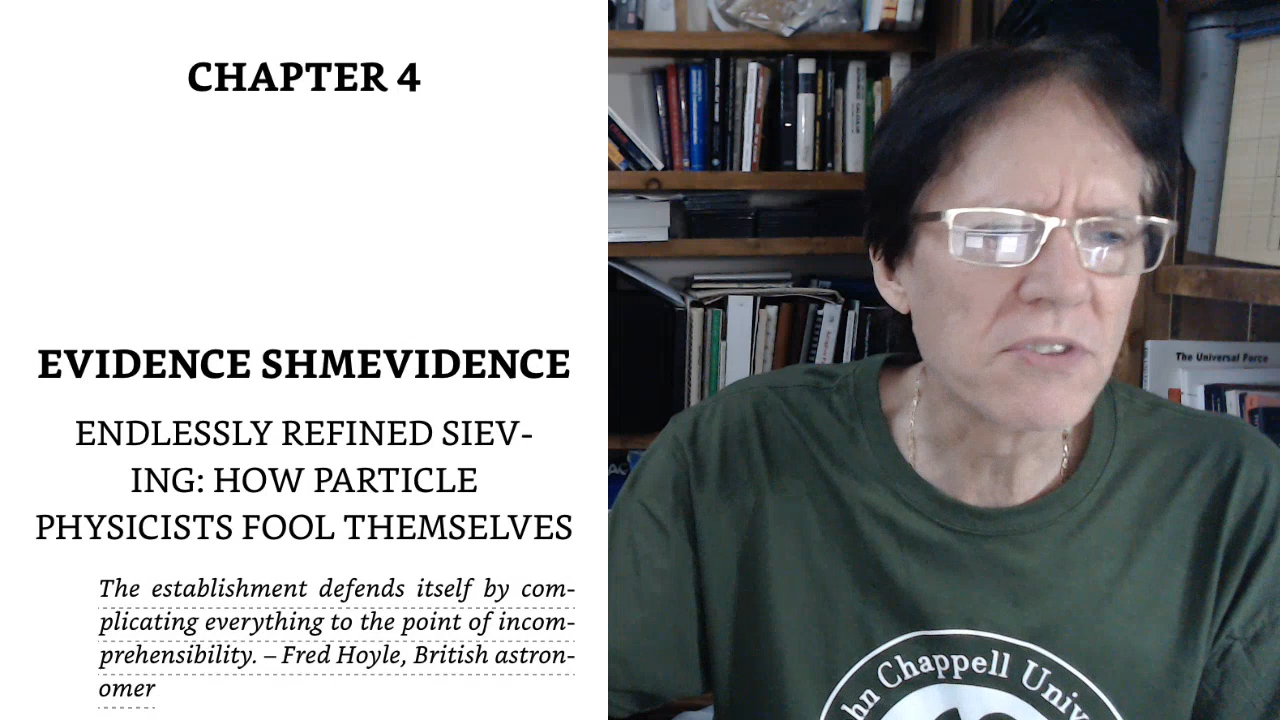 CHAPTER 4
EVIDENCE SHMEVIDENCE
ENDLESSLY REFINED SIEV-
ING: HOW PARTICLE
PHYSICISTS FOOL THEMSELVES
The establishment defends itself by com-
plicating everything to the point of incom-
prehensibility. – Fred Hoyle, British astron-
omer
The Universal Force
hn Chappell Univ